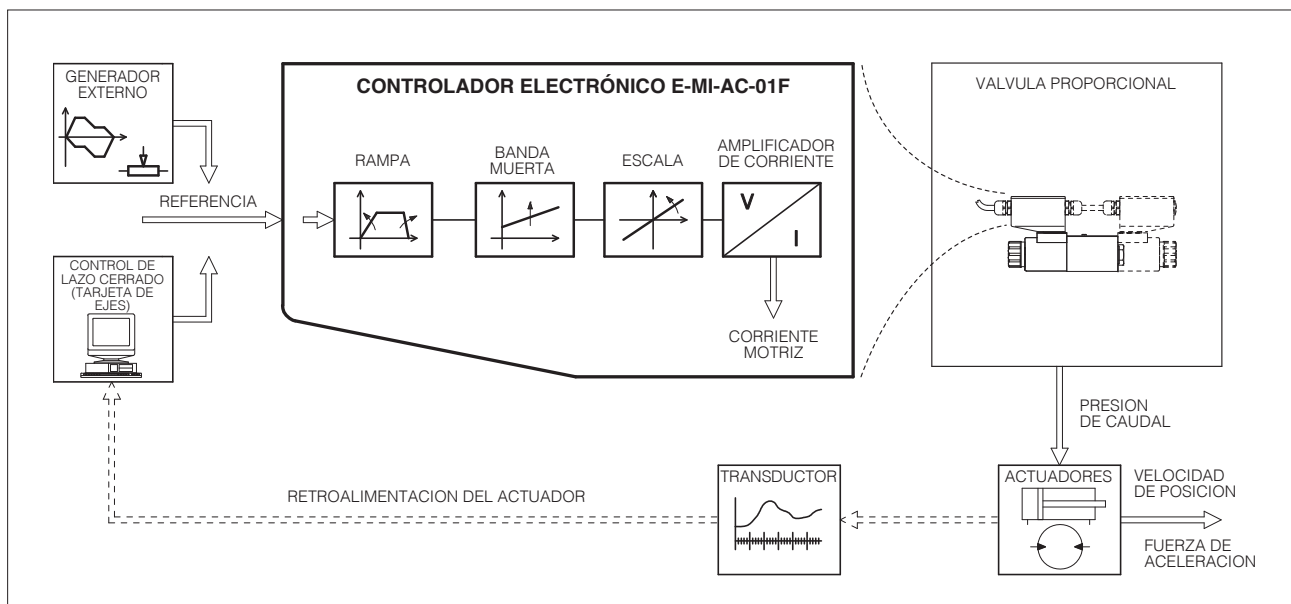 GENERADOR
EXTERNO
CONTROLADOR ELECTRÓNICO E-MI-AC-01F
VALVULA PROPORCIONAL
RAMPA
BANDA
MUERTA
ESCALA
AMPLIFICADOR
DE CORRIENTE
V
I
REFERENCIA
CONTROL DE
LAZO CERRADO
(TARJETA DE
EJES)
CORRIENTE
MOTRIZ
PRESION
DE CAUDAL
RETROALIMENTACION DEL ACTUADOR
TRANSDUCTOR
ACTUADORES
VELOCIDAD
DE POSICION
FUERZA DE
ACELERACION